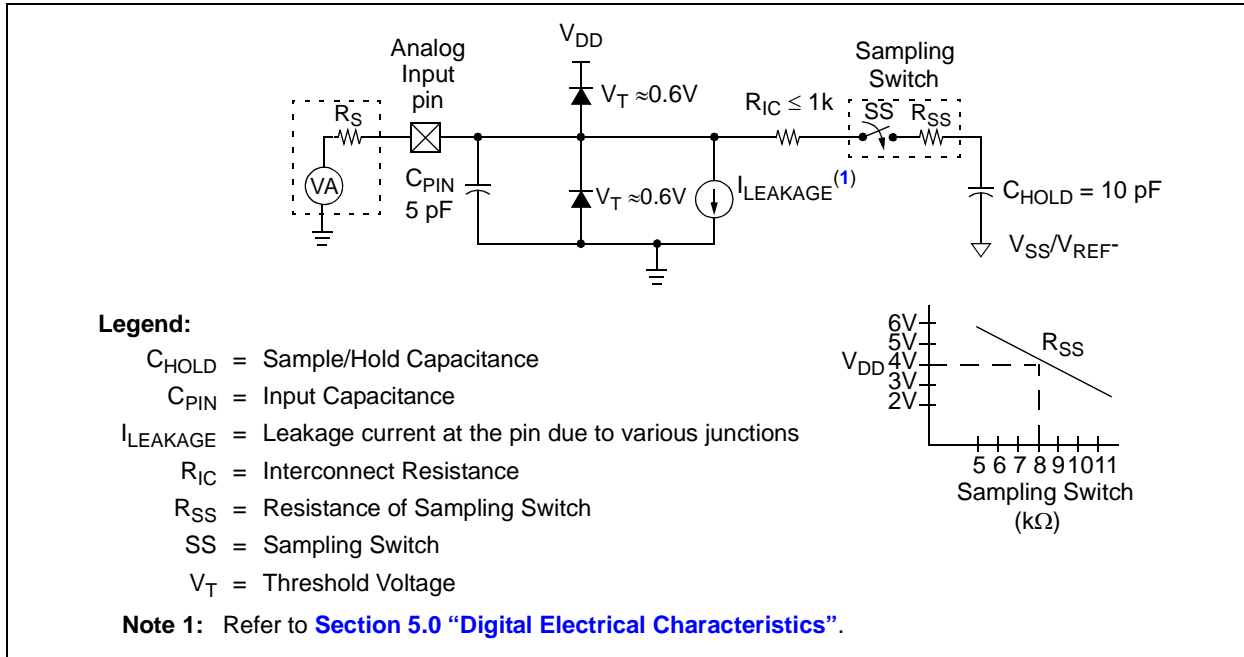 Analog
Input
pin
V_DD
Sampling
Switch
V_T ≈0.6V
R_IC ≤ 1k
SS
R_SS
R_S
VA
C_PIN
5 pF
V_T ≈0.6V
I_LEAKAGE(1)
C_HOLD = 10 pF
V_SS/V_REF-
Legend:
C_HOLD = Sample/Hold Capacitance
C_PIN = Input Capacitance
I_LEAKAGE = Leakage current at the pin due to various junctions
R_IC = Interconnect Resistance
R_SS = Resistance of Sampling Switch
SS = Sampling Switch
V_T = Threshold Voltage
6V
5V
V_DD 4V
3V
2V
R_SS
5 6 7 8 9 10 11
Sampling Switch
(kΩ)
Note 1: Refer to Section 5.0 “Digital Electrical Characteristics”.